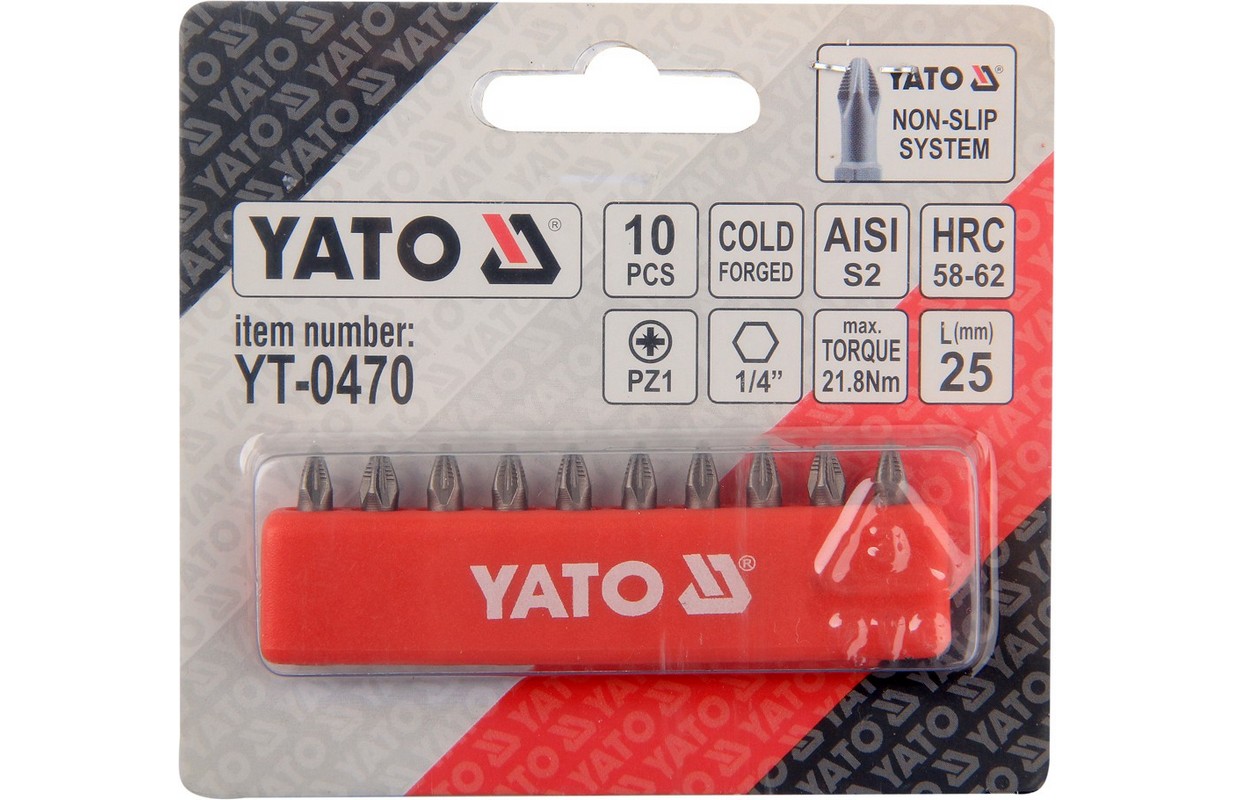 YATO ®
NON-SLIP
SYSTEM
YATO ®
10
PCS
COLD
FORGED
AISI
S2
HRC
58-62
item number:
YT-0470
PZ1
1/4”
max.
TORQUE
21.8Nm
L(mm)
25
YATO ®